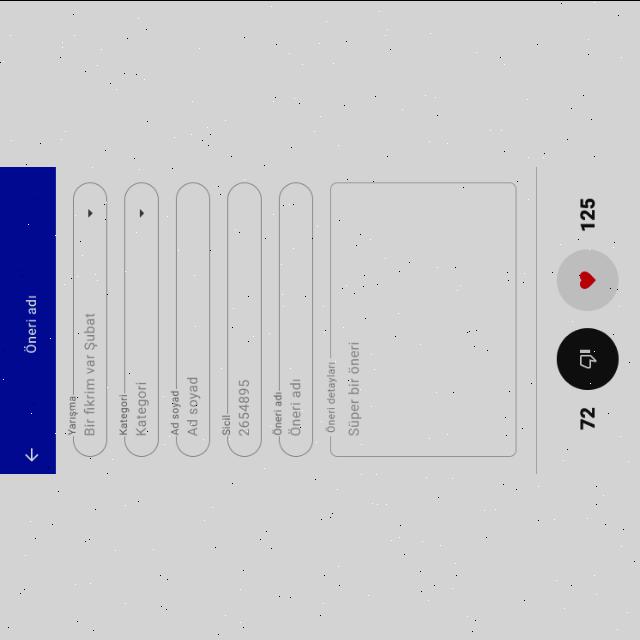 Öneri adı
Yarışma
Bir fikrim var Şubat
Kategori
Kategori
Ad soyad
Ad soyad
Sicil
2654895
Öneri adı
Öneri adı
Öneri detayları
Süper bir öneri
72 125